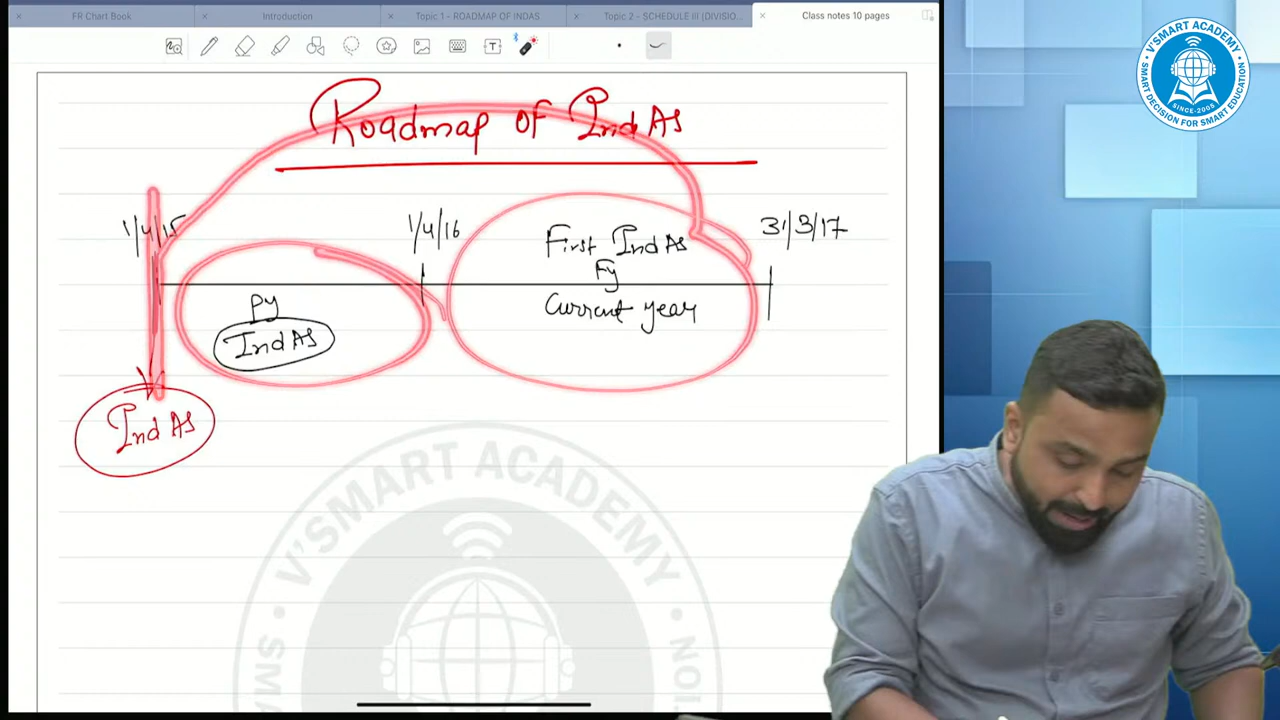 FR Chart Book
Introduction
Topic 1 - ROADMAP OF INDAS
Topic 2 - SCHEDULE III (DIVISIO...
Class notes 10 pages
Roadmap of Ind AS
1/4/15
1/4/16
31/3/17
First Ind AS
Fy
Current year
Py
Ind AS
Ind AS
V'SMART ACADEMY
SMART DECISION FOR SMART EDUCATION
SINCE-2005
V'SMART ACADEMY